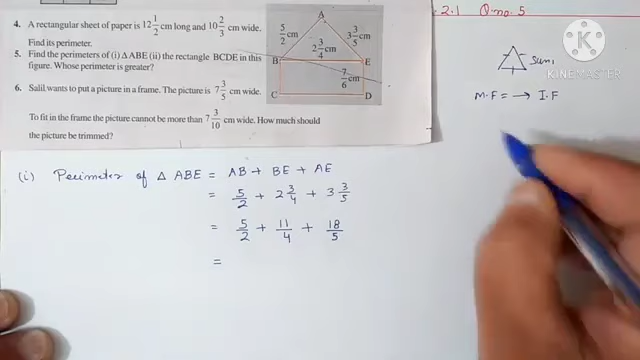 4. A rectangular sheet of paper is 12 1/2 cm long and 10 2/3 cm wide.
Find its perimeter.
5. Find the perimeters of (i) Δ ABE (ii) the rectangle BCDE in this
figure. Whose perimeter is greater?
6. Salil wants to put a picture in a frame. The picture is 7 3/5 cm wide.
To fit in the frame the picture cannot be more than 7 3/10 cm wide. How much should
the picture be trimmed?
A
5/2 cm
3 3/5 cm
2 3/4 cm
B
E
7/6 cm
C
D
2.1 Q.no. 5
Sum
KINEMASTER
M.F = → I.F
(i) Perimeter of Δ ABE = AB + BE + AE
= 5/2 + 2 3/4 + 3 3/5
= 5/2 + 11/4 + 18/5
=